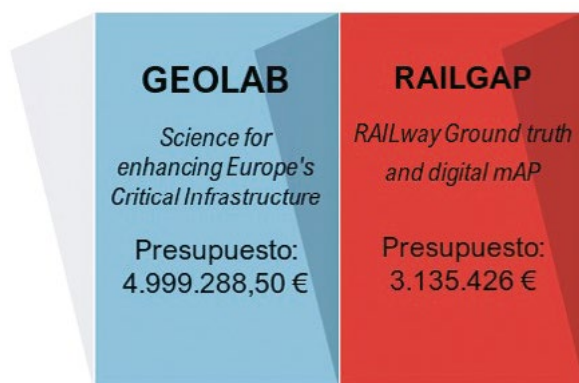 GEOLAB
Science for
enhancing Europe's
Critical Infrastructure
Presupuesto:
4.999.288,50 €
RAILGAP
RAILway Ground truth
and digital mAP
Presupuesto:
3.135.426 €